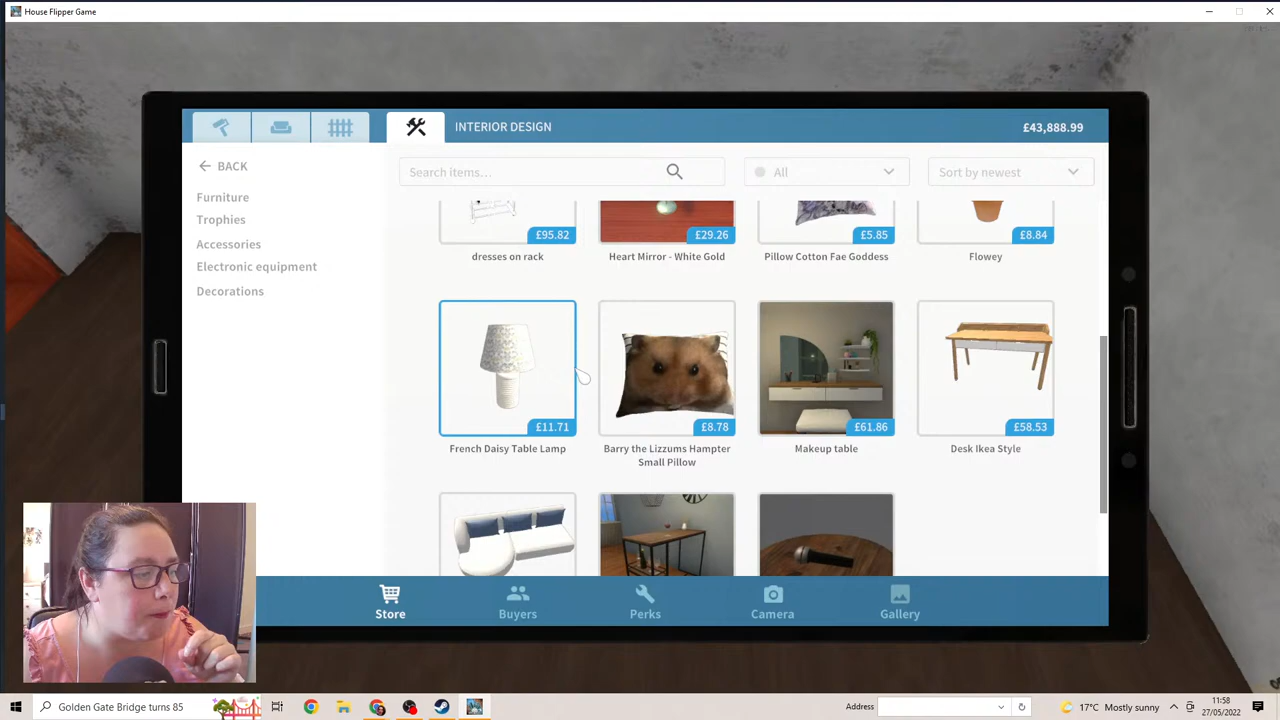 House Flipper Game
INTERIOR DESIGN
£43,888.99
BACK
Search items...
All
Sort by newest
Furniture
Trophies
Accessories
Electronic equipment
Decorations
£95.82
£29.26
£5.85
£8.84
dresses on rack
Heart Mirror - White Gold
Pillow Cotton Fae Goddess
Flowey
£11.71
£8.78
£61.86
£58.53
French Daisy Table Lamp
Barry the Lizzums Hampter
Small Pillow
Makeup table
Desk Ikea Style
Store
Buyers
Perks
Camera
Gallery
Golden Gate Bridge turns 85
Address
17°C Mostly sunny
11:58
27/05/2022